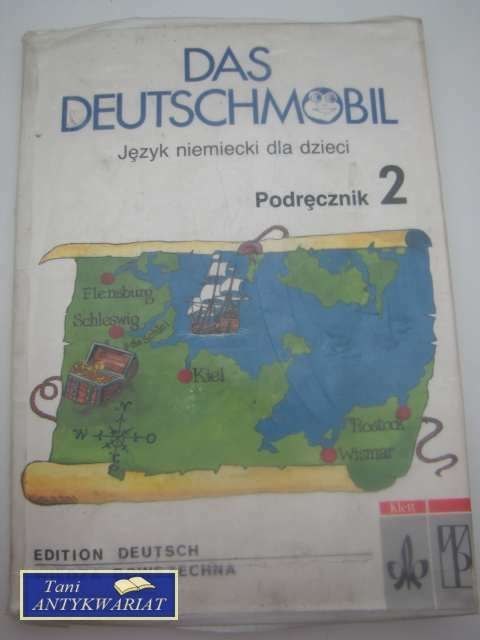 DAS
DEUTSCHMOBIL
Język niemiecki dla dzieci
Podręcznik 2
Flensburg
Schleswig
Kiel
Rostock
Wismar
N
W O
S
Klett
EDITION DEUTSCH
Tani
ANTYKWARIAT